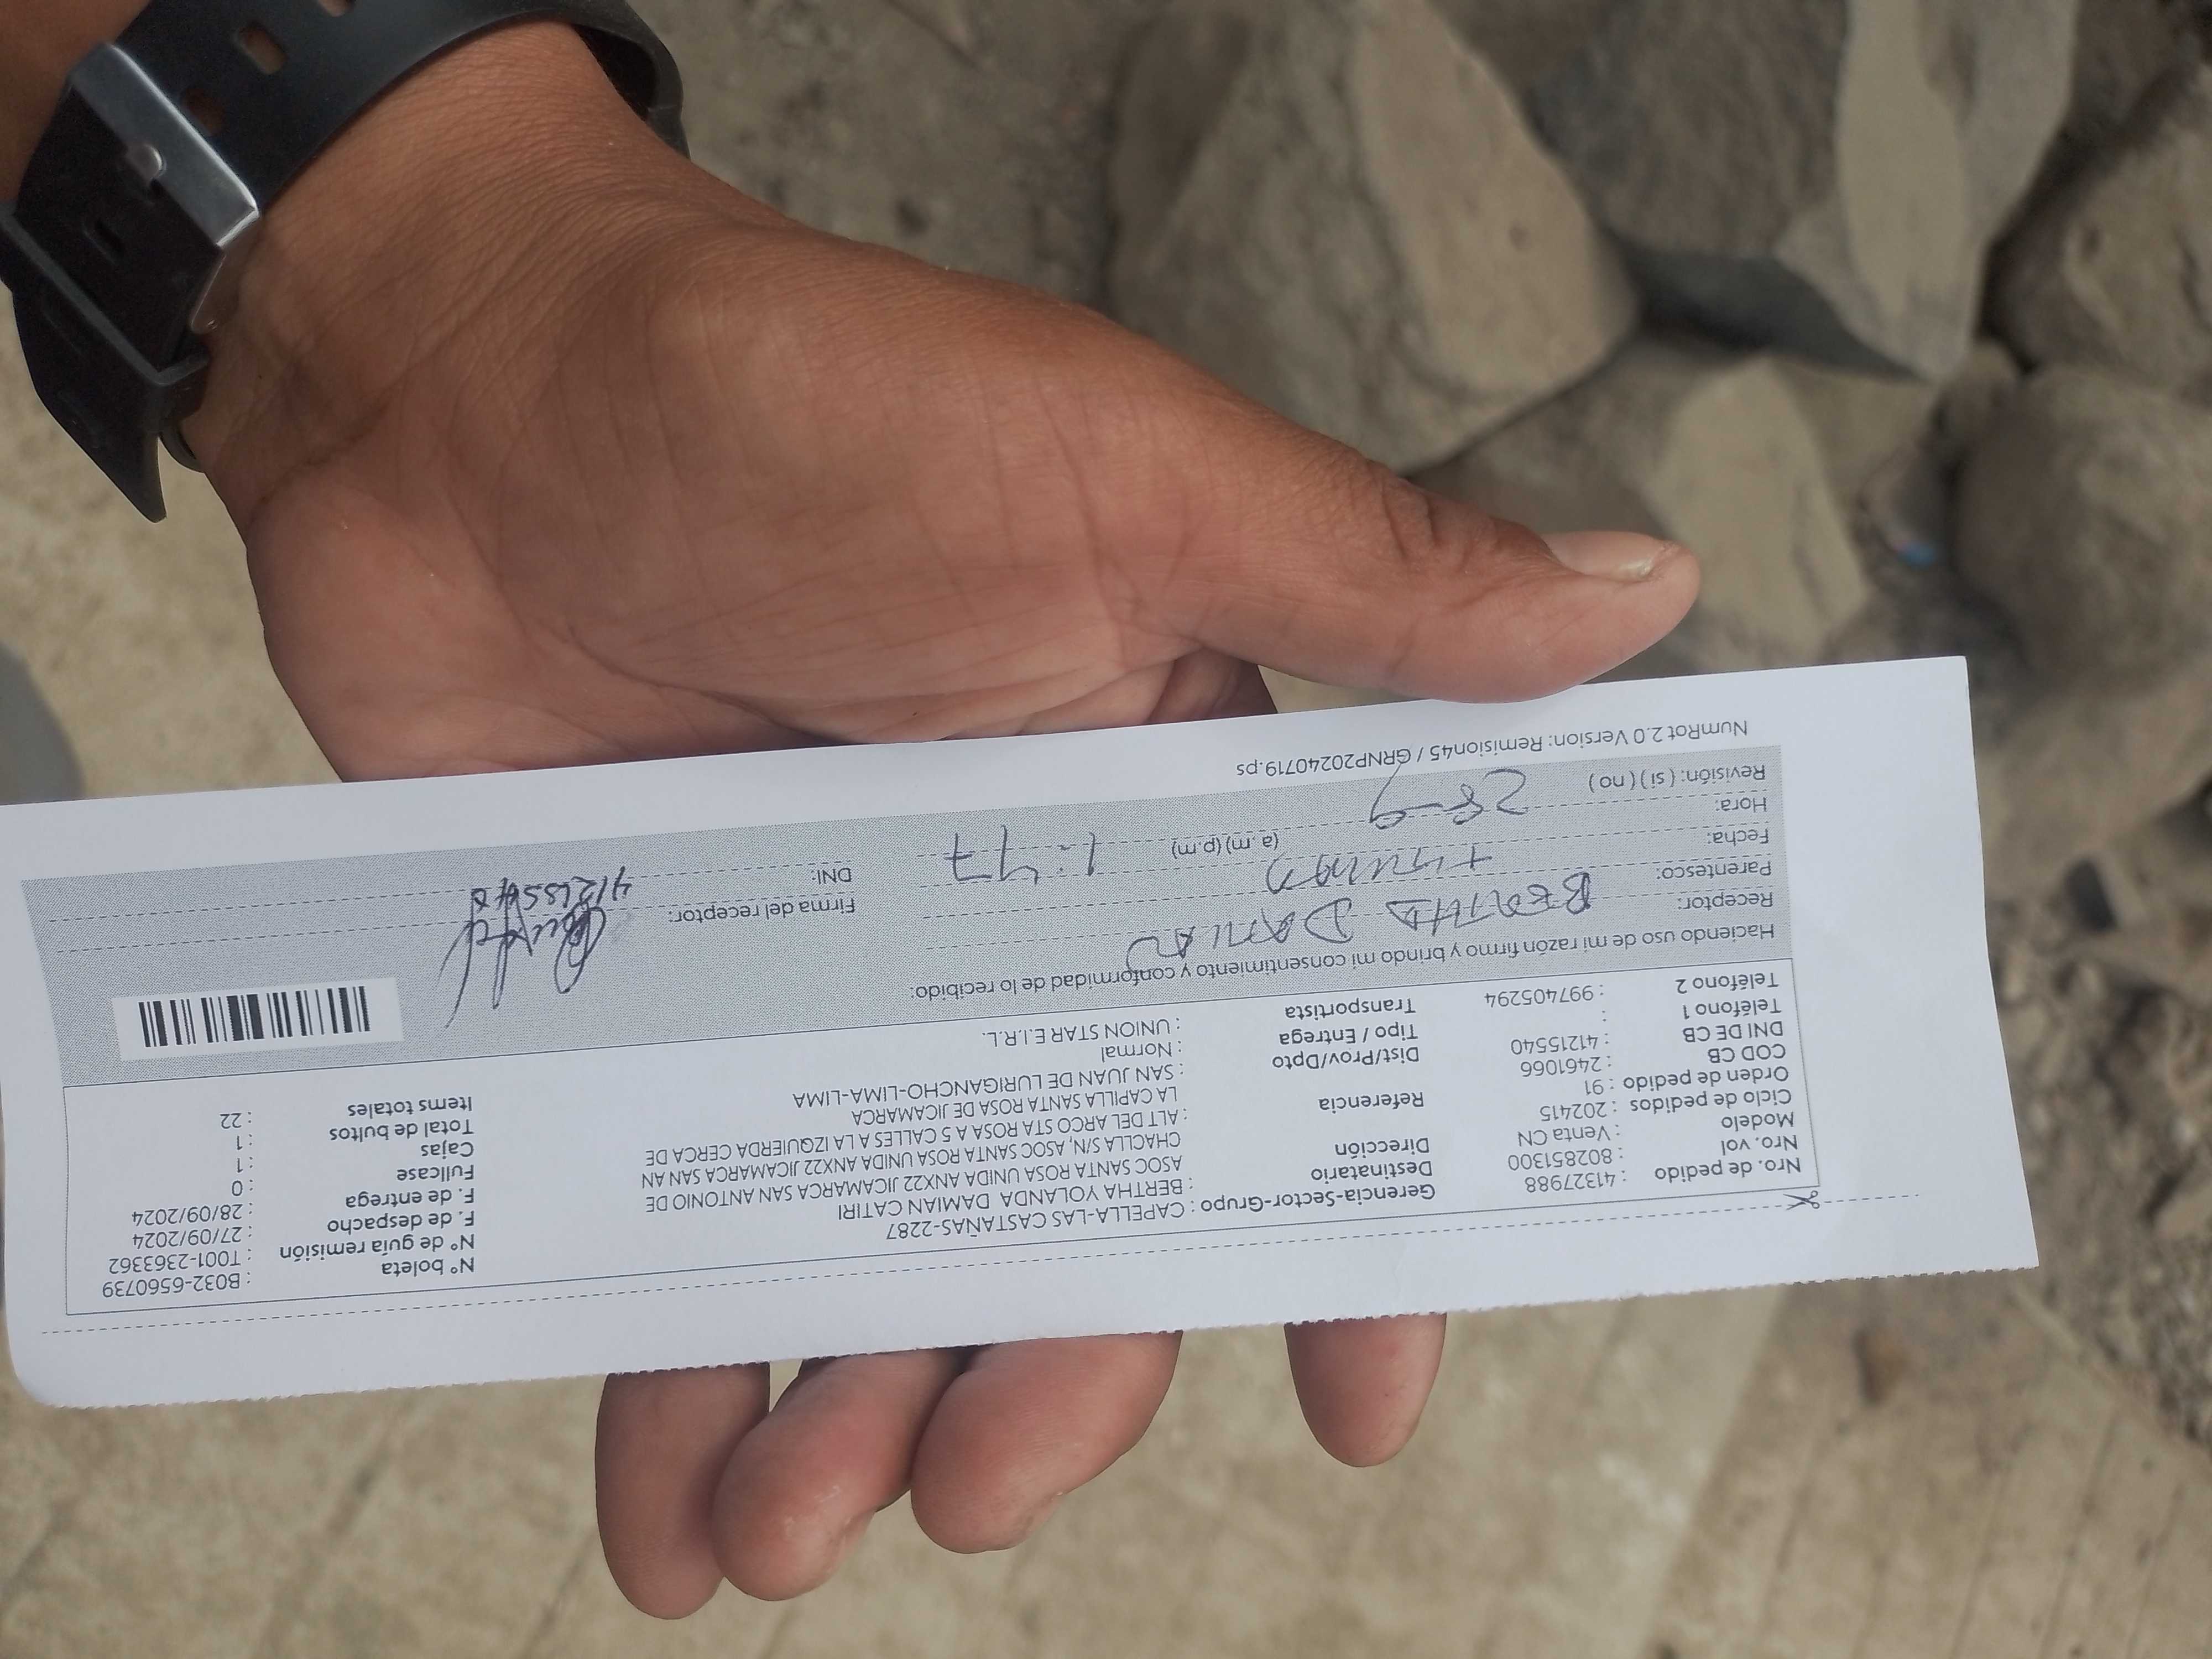 Nro. de pedido : 41327988
Nro. vol : 802851300
Modelo : Venta CN
Ciclo de pedidos : 202415
Orden de pedido : 91
COD CB : 2461066
DNI DE CB : 41215540
Teléfono 1 :
Teléfono 2 : 997405294
Gerencia-Sector-Grupo : CAPELLA-LAS CASTAÑAS-2287
Destinatario : BERTHA YOLANDA DAMIAN CATIRI
Dirección ASOC SANTA ROSA UNIDA ANX22 JICAMARCA SAN ANTONIO DE
CHACLLA S/N, ASOC SANTA ROSA UNIDA ANX22 JICAMARCA SAN AN
Referencia : ALT DEL ARCO STA ROSA A 5 CALLES A LA IZQUIERDA CERCA DE
LA CAPILLA SANTA ROSA DE JICAMARCA
Dist/Prov/Dpto : SAN JUAN DE LURIGANCHO-LIMA-LIMA
Tipo / Entrega : Normal
Transportista : UNION STAR E.I.R.L.
N° boleta : B032-6560739
N° de guía remisión : T001-2363362
F. de despacho : 27/09/2024
F. de entrega : 28/09/2024
Fullcase : 0
Cajas : 1
Total de bultos : 1
Items totales : 22
Haciendo uso de mi razón firmo y brindo mi consentimiento y conformidad de lo recibido:
Receptor: BERTHA
Parentesco:
Fecha: 28-9
Hora: (a. m) (p.m) 1:47
Revisión: ( si ) ( no )
Firma del receptor:
DNI:
NumRot 2.0 Version: Remision45 / GRNP20240719.ps